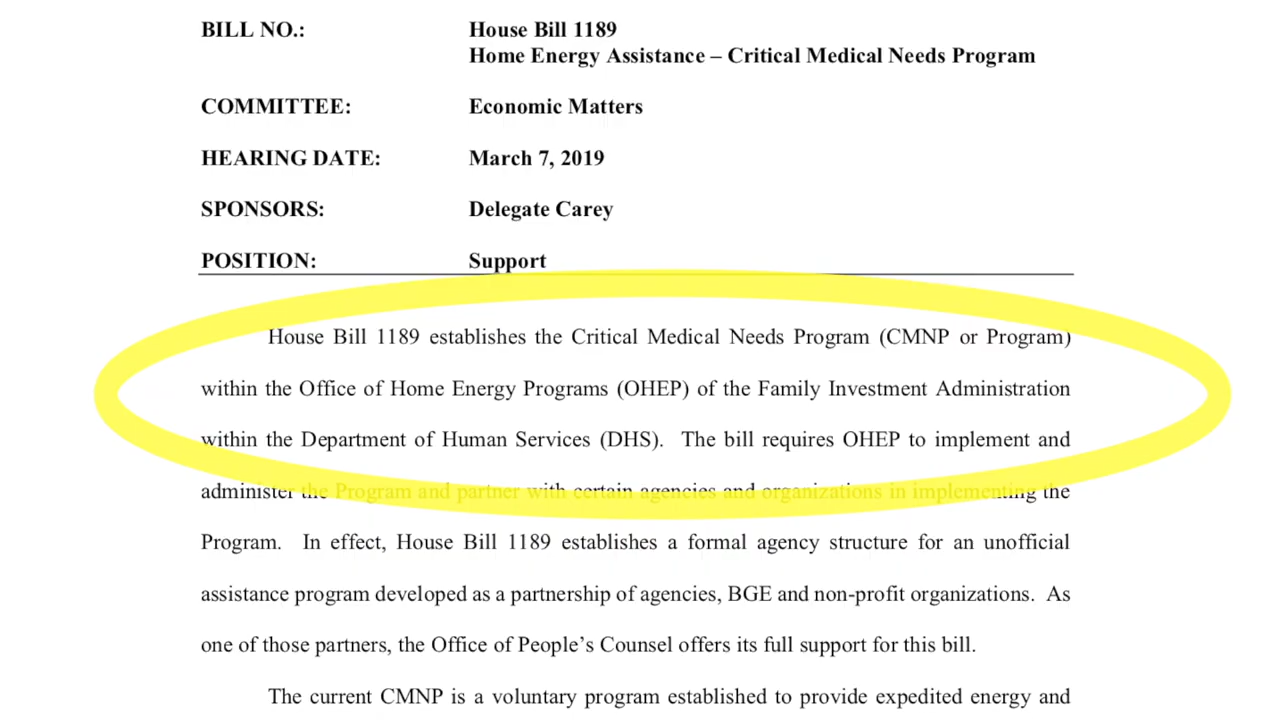 BILL NO.: House Bill 1189
Home Energy Assistance – Critical Medical Needs Program
COMMITTEE: Economic Matters
HEARING DATE: March 7, 2019
SPONSORS: Delegate Carey
POSITION: Support
House Bill 1189 establishes the Critical Medical Needs Program (CMNP or Program)
within the Office of Home Energy Programs (OHEP) of the Family Investment Administration
within the Department of Human Services (DHS). The bill requires OHEP to implement and
administer the Program and partner with certain agencies and organizations in implementing the
Program. In effect, House Bill 1189 establishes a formal agency structure for an unofficial
assistance program developed as a partnership of agencies, BGE and non-profit organizations. As
one of those partners, the Office of People’s Counsel offers its full support for this bill.
The current CMNP is a voluntary program established to provide expedited energy and